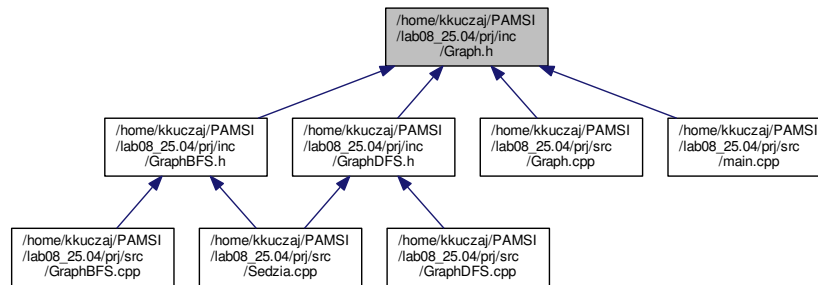 /home/kkuczaj/PAMSI
/lab08_25.04/prj/inc
/Graph.h
/home/kkuczaj/PAMSI
/lab08_25.04/prj/inc
/GraphBFS.h
/home/kkuczaj/PAMSI
/lab08_25.04/prj/inc
/GraphDFS.h
/home/kkuczaj/PAMSI
/lab08_25.04/prj/src
/Graph.cpp
/home/kkuczaj/PAMSI
/lab08_25.04/prj/src
/main.cpp
/home/kkuczaj/PAMSI
/lab08_25.04/prj/src
/GraphBFS.cpp
/home/kkuczaj/PAMSI
/lab08_25.04/prj/src
/Sedzia.cpp
/home/kkuczaj/PAMSI
/lab08_25.04/prj/src
/GraphDFS.cpp